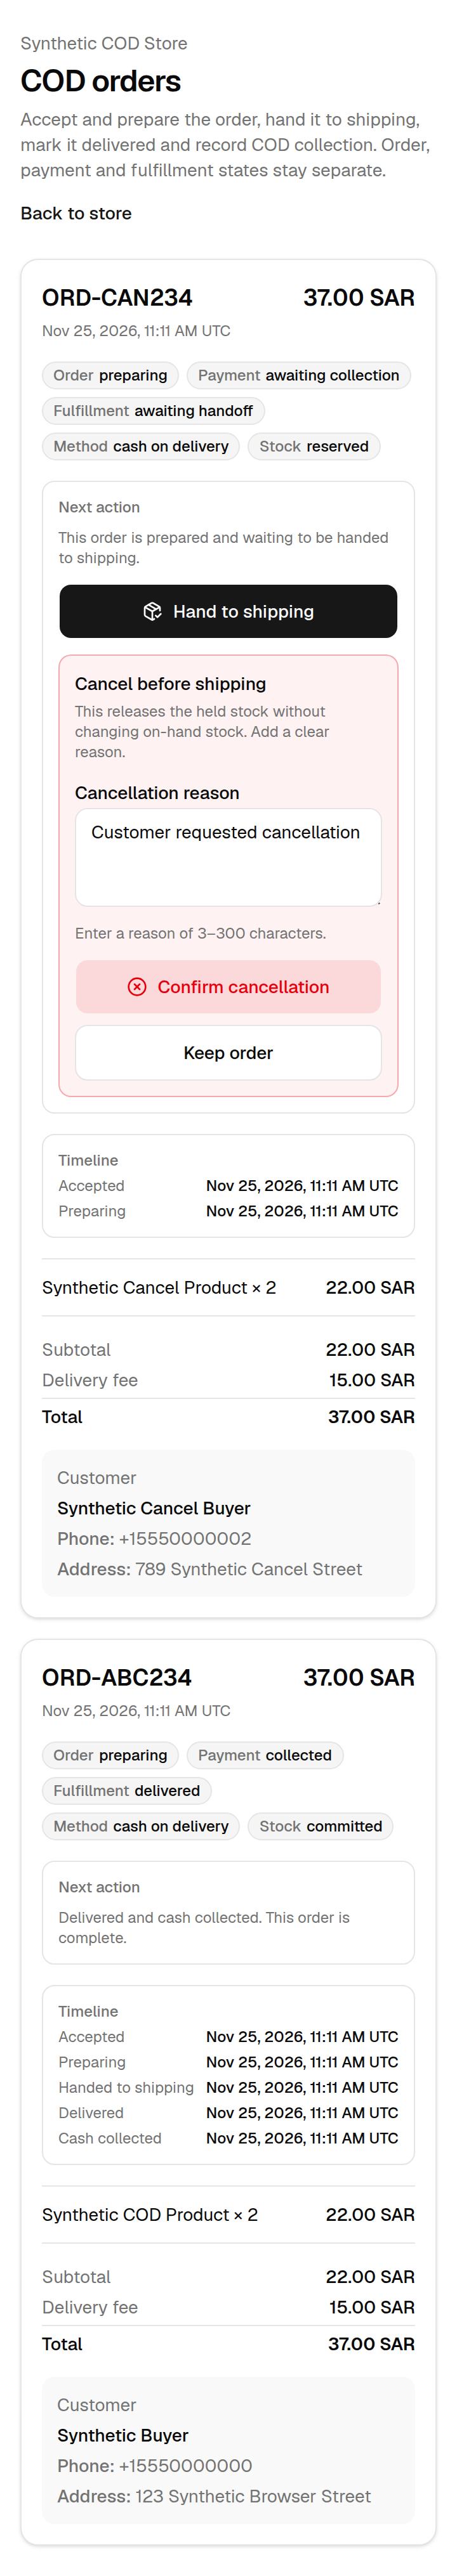 Synthetic COD Store
COD orders
Accept and prepare the order, hand it to shipping,
mark it delivered and record COD collection. Order,
payment and fulfillment states stay separate.
Back to store
ORD-CAN234 37.00 SAR
Nov 25, 2026, 11:11 AM UTC
Order preparing Payment awaiting collection
Fulfillment awaiting handoff
Method cash on delivery Stock reserved
Next action
This order is prepared and waiting to be handed
to shipping.
Hand to shipping
Cancel before shipping
This releases the held stock without
changing on-hand stock. Add a clear
reason.
Cancellation reason
Customer requested cancellation
Enter a reason of 3–300 characters.
Confirm cancellation
Keep order
Timeline
Accepted Nov 25, 2026, 11:11 AM UTC
Preparing Nov 25, 2026, 11:11 AM UTC
Synthetic Cancel Product × 2 22.00 SAR
Subtotal 22.00 SAR
Delivery fee 15.00 SAR
Total 37.00 SAR
Customer
Synthetic Cancel Buyer
Phone: +15550000002
Address: 789 Synthetic Cancel Street
ORD-ABC234 37.00 SAR
Nov 25, 2026, 11:11 AM UTC
Order preparing Payment collected
Fulfillment delivered
Method cash on delivery Stock committed
Next action
Delivered and cash collected. This order is
complete.
Timeline
Accepted Nov 25, 2026, 11:11 AM UTC
Preparing Nov 25, 2026, 11:11 AM UTC
Handed to shipping Nov 25, 2026, 11:11 AM UTC
Delivered Nov 25, 2026, 11:11 AM UTC
Cash collected Nov 25, 2026, 11:11 AM UTC
Synthetic COD Product × 2 22.00 SAR
Subtotal 22.00 SAR
Delivery fee 15.00 SAR
Total 37.00 SAR
Customer
Synthetic Buyer
Phone: +15550000000
Address: 123 Synthetic Browser Street